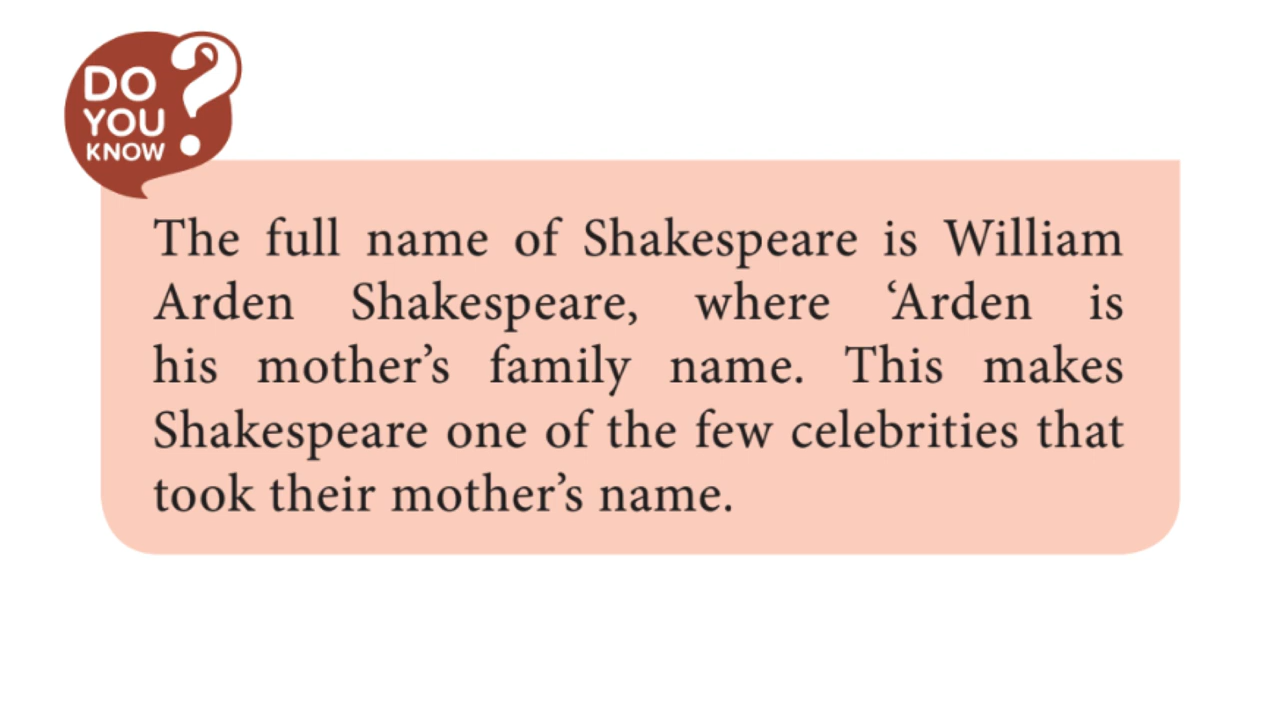 DO
YOU
KNOW
?
The full name of Shakespeare is William
Arden Shakespeare, where ‘Arden is
his mother’s family name. This makes
Shakespeare one of the few celebrities that
took their mother’s name.